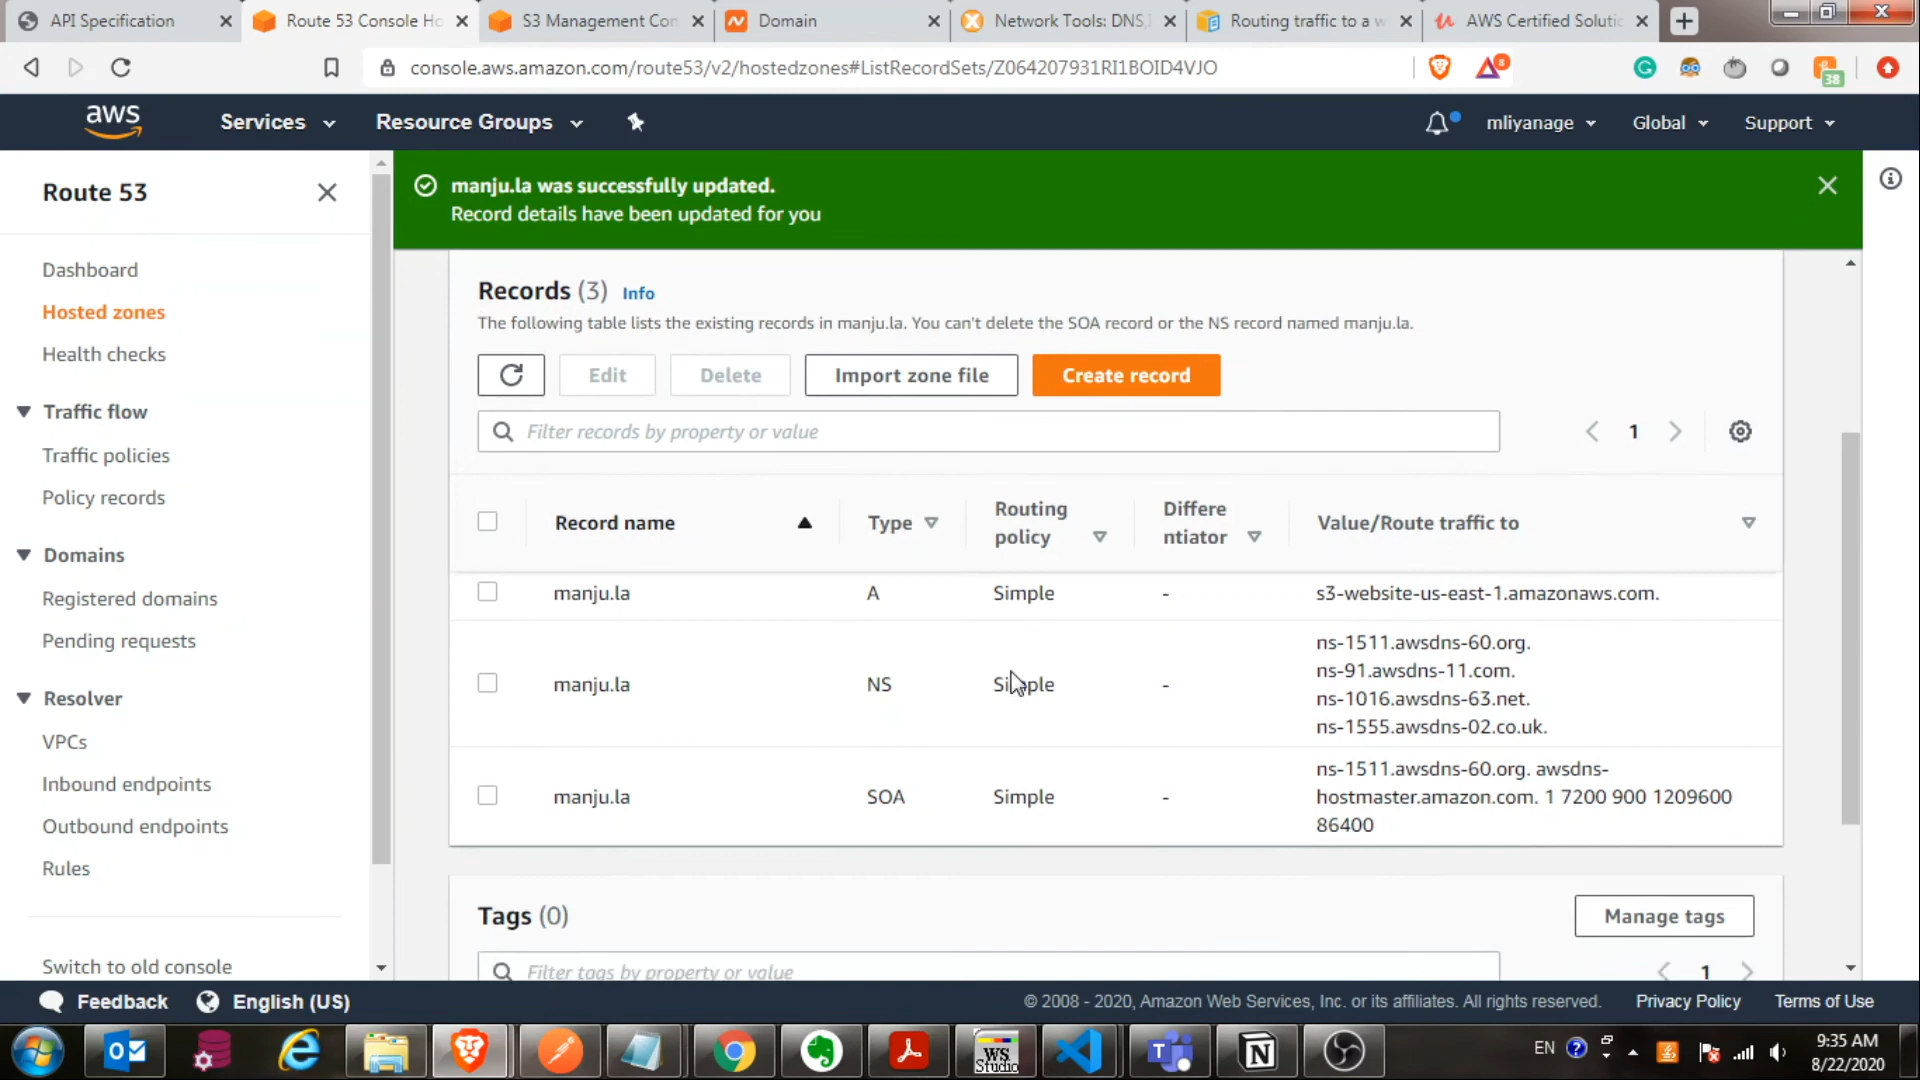 API Specification
Route 53 Console Ho
S3 Management Con
Domain
Network Tools: DNS,
Routing traffic to a w
AWS Certified Soluti
console.aws.amazon.com/route53/v2/hostedzones#ListRecordSets/Z064207931RI1BOID4VJO
38
aws
Services
Resource Groups
mliyanage
Global
Support
Route 53
Dashboard
Hosted zones
Health checks
Traffic flow
Traffic policies
Policy records
Domains
Registered domains
Pending requests
Resolver
VPCs
Inbound endpoints
Outbound endpoints
Rules
Switch to old console
manju.la was successfully updated.
Record details have been updated for you
Records (3) Info
The following table lists the existing records in manju.la. You can't delete the SOA record or the NS record named manju.la.
Edit
Delete
Import zone file
Create record
Filter records by property or value
1
Record name
Type
Routing
policy
Differe
ntiator
Value/Route traffic to
manju.la A Simple - s3-website-us-east-1.amazonaws.com.
manju.la NS Simple -
ns-1511.awsdns-60.org.
ns-91.awsdns-11.com.
ns-1016.awsdns-63.net.
ns-1555.awsdns-02.co.uk.
manju.la SOA Simple -
ns-1511.awsdns-60.org. awsdns-
hostmaster.amazon.com. 1 7200 900 1209600
86400
Tags (0)
Manage tags
Filter tags by property or value
1
Feedback
English (US)
© 2008 - 2020, Amazon Web Services, Inc. or its affiliates. All rights reserved.
Privacy Policy
Terms of Use
WS
Studio
EN
9:35 AM
8/22/2020